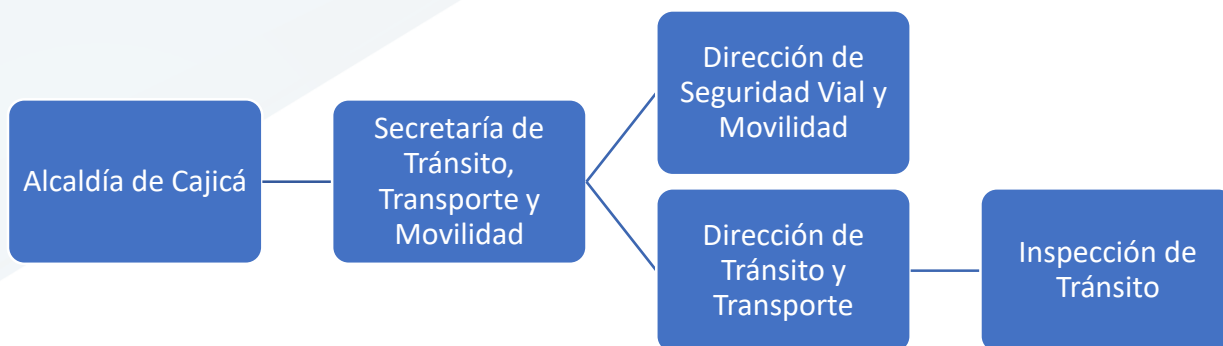 Alcaldía de Cajicá
Secretaría de
Tránsito,
Transporte y
Movilidad
Dirección de
Seguridad Vial y
Movilidad
Dirección de
Tránsito y
Transporte
Inspección de
Tránsito